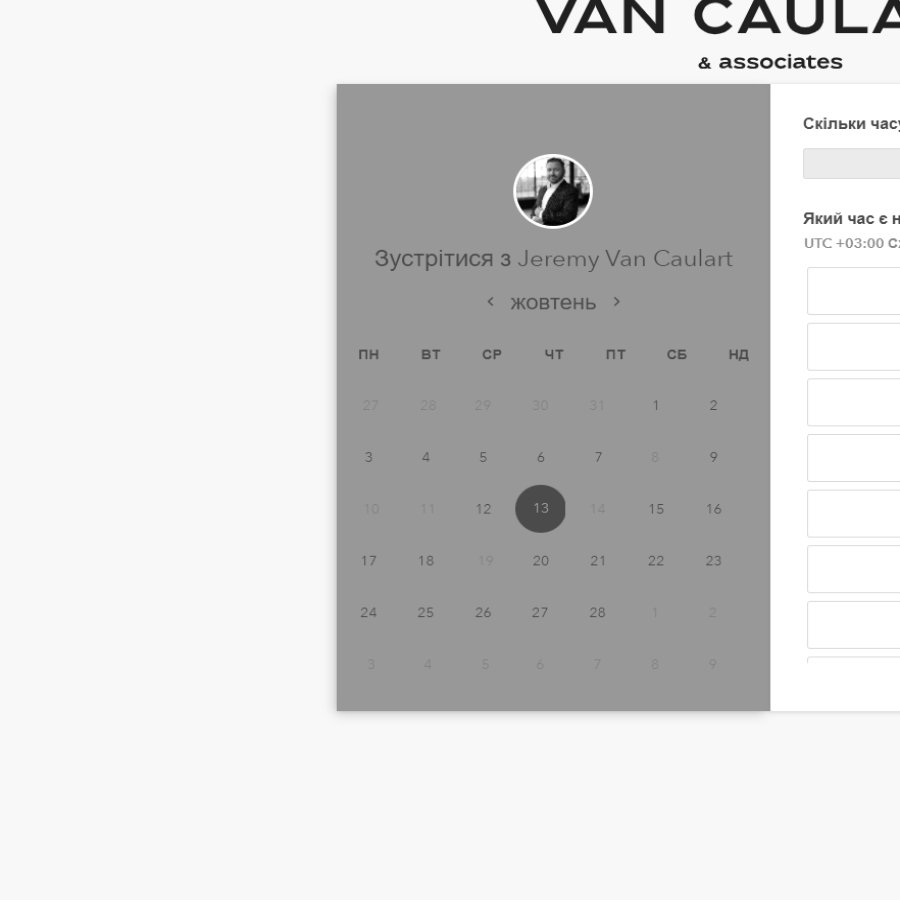 VAN CAULA
& associates
Зустрітися з Jeremy Van Caulart
жовтень
ПН ВТ СР ЧТ ПТ СБ НД
27 28 29 30 31 1 2
3 4 5 6 7 8 9
10 11 12 13 14 15 16
17 18 19 20 21 22 23
24 25 26 27 28 1 2
3 4 5 6 7 8 9
Скільки часу
Який час є н
UTC +03:00